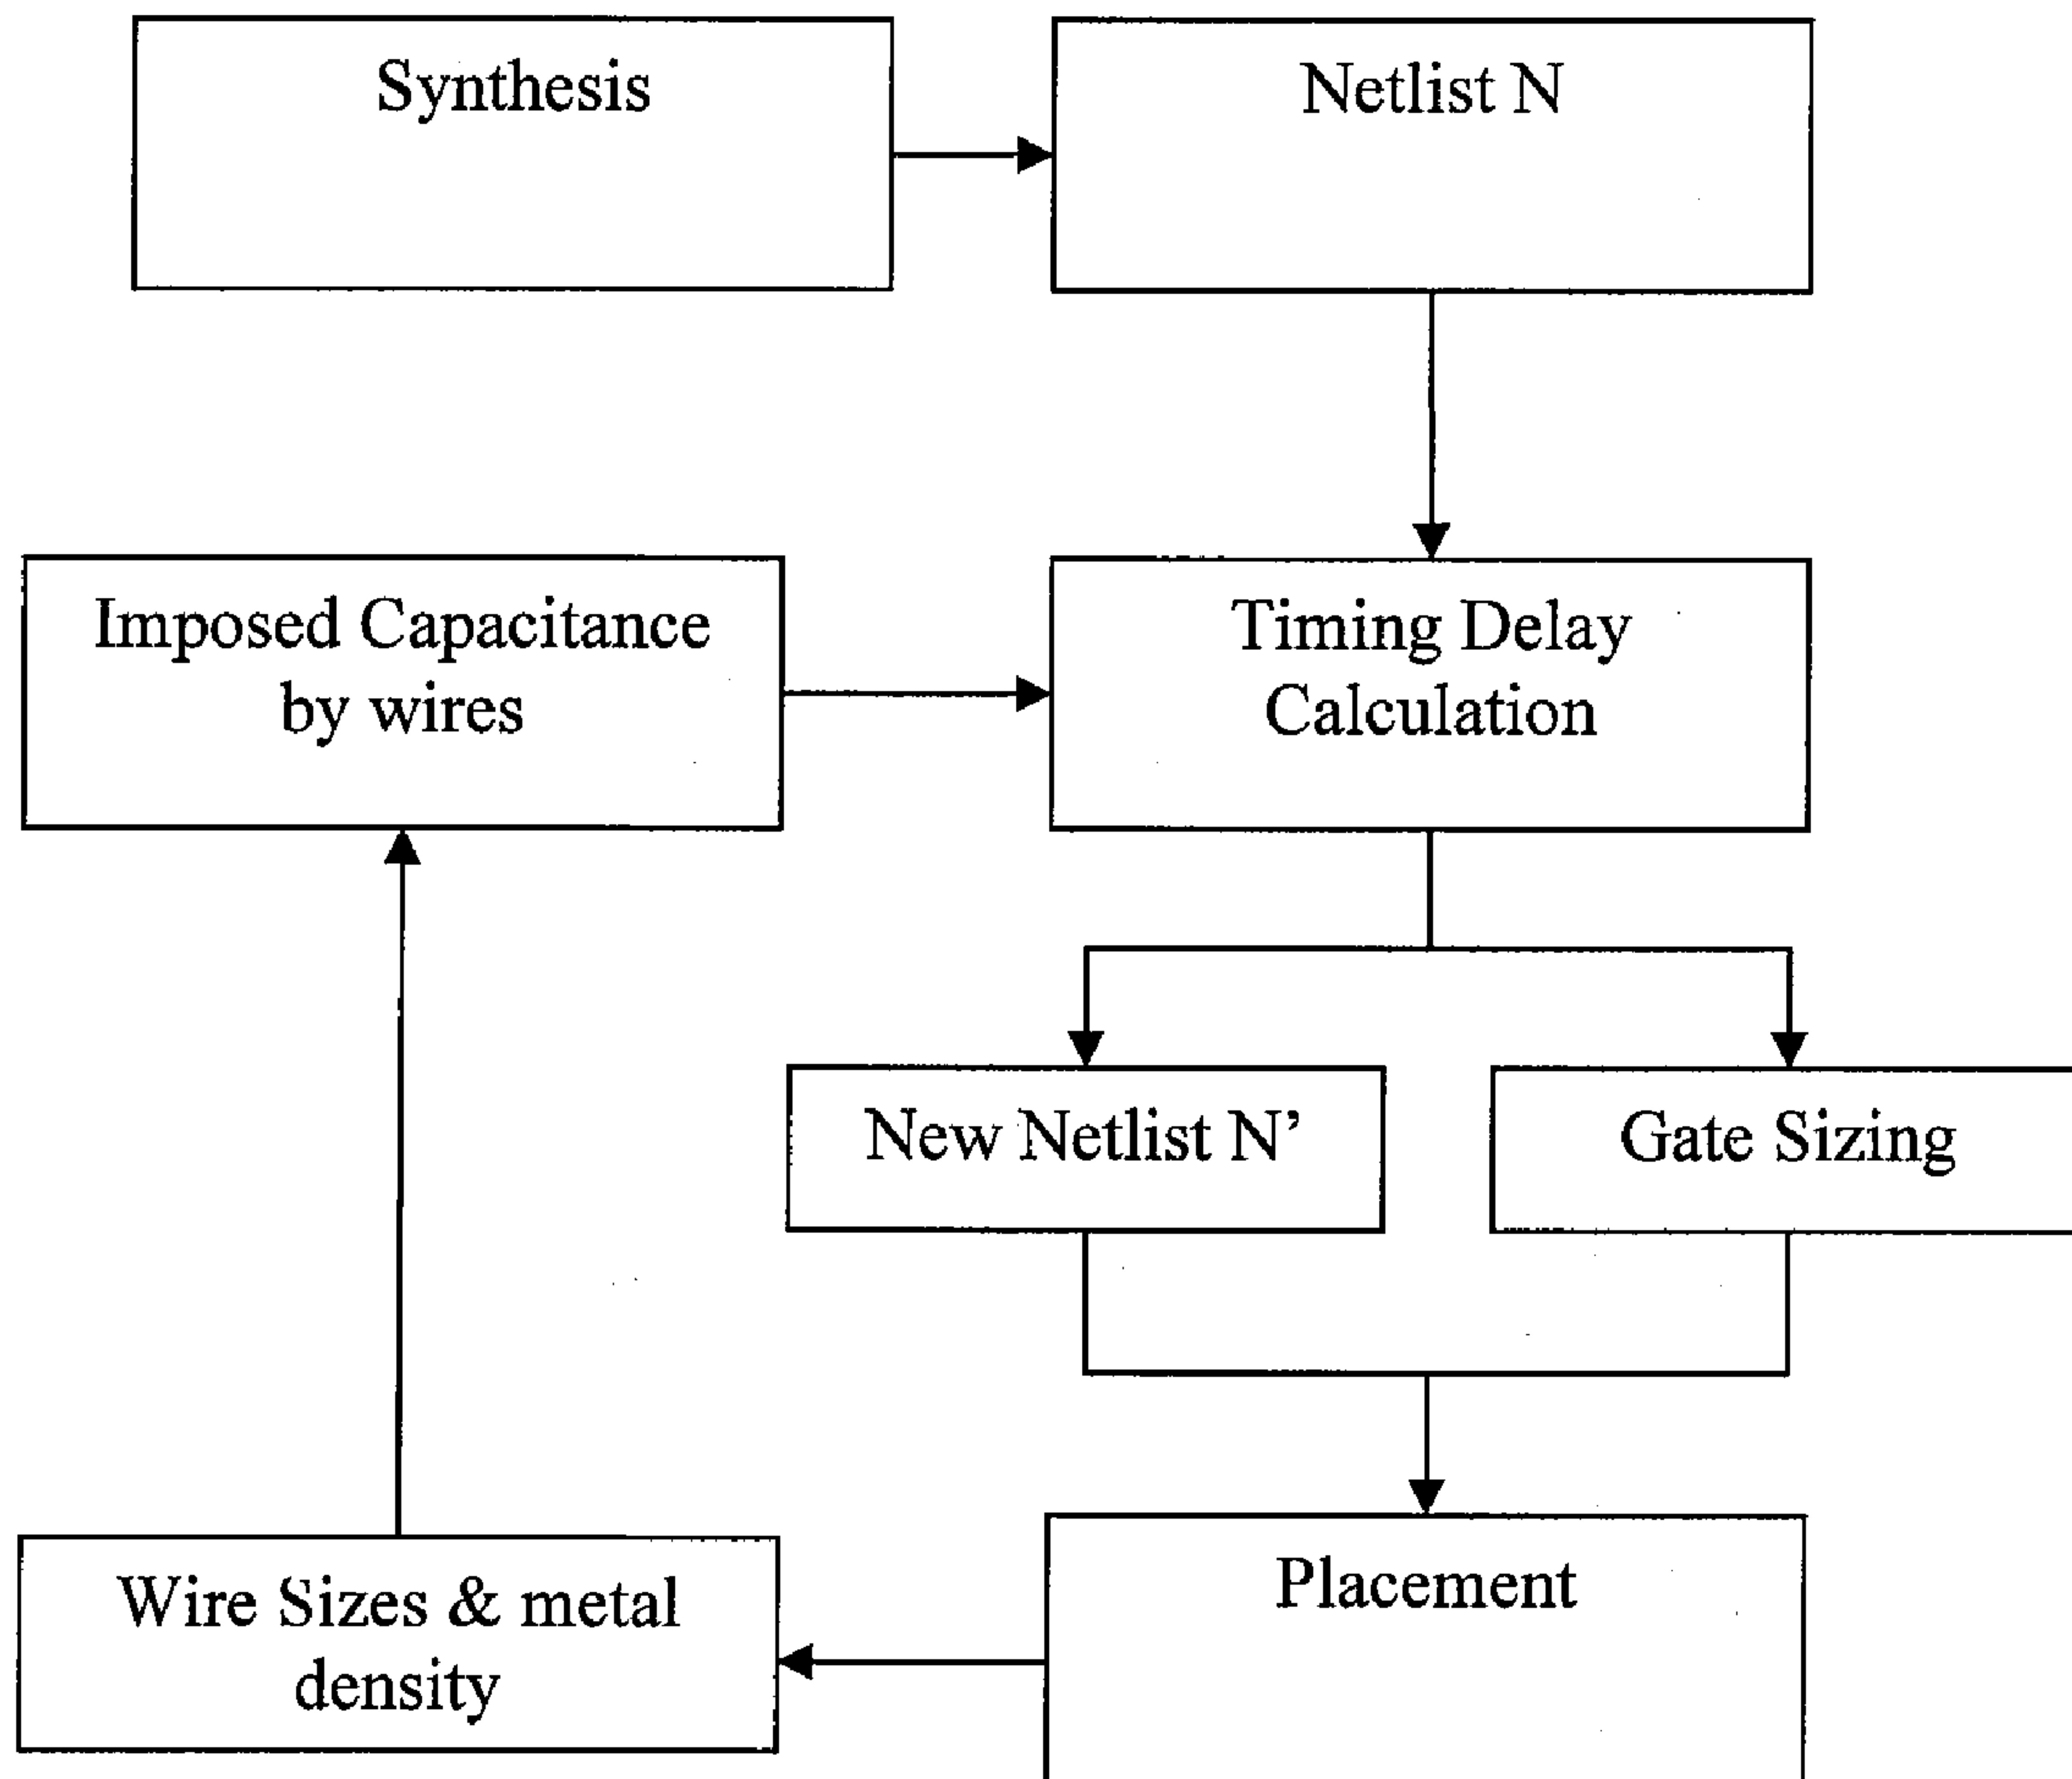 Synthesis
Netlist N
Imposed Capacitance
by wires
Timing Delay
Calculation
New Netlist N’
Gate Sizing
Wire Sizes & metal
density
Placement